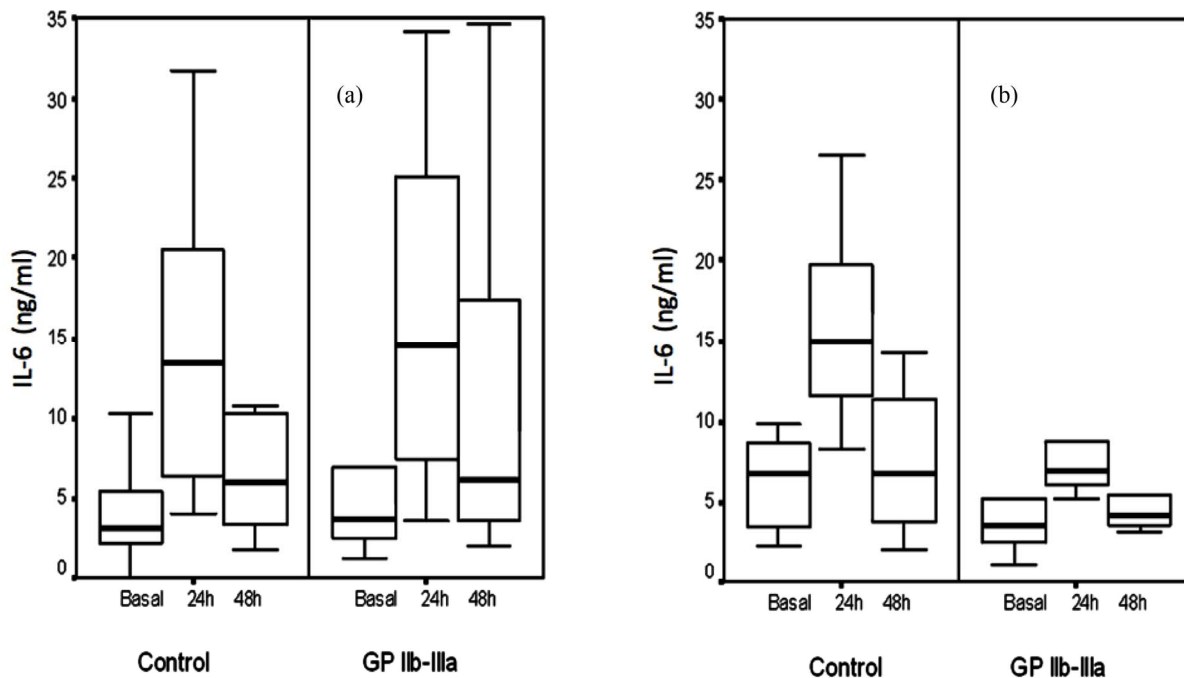 35
30
25
20
15
10
5
0
IL-6 (ng/ml)
(a)
Basal 24h 48h Basal 24h 48h
Control GP IIb-IIIa
35
30
25
20
15
10
5
0
IL-6 (ng/ml)
(b)
Basal 24h 48h Basal 24h 48h
Control GP IIb-IIIa